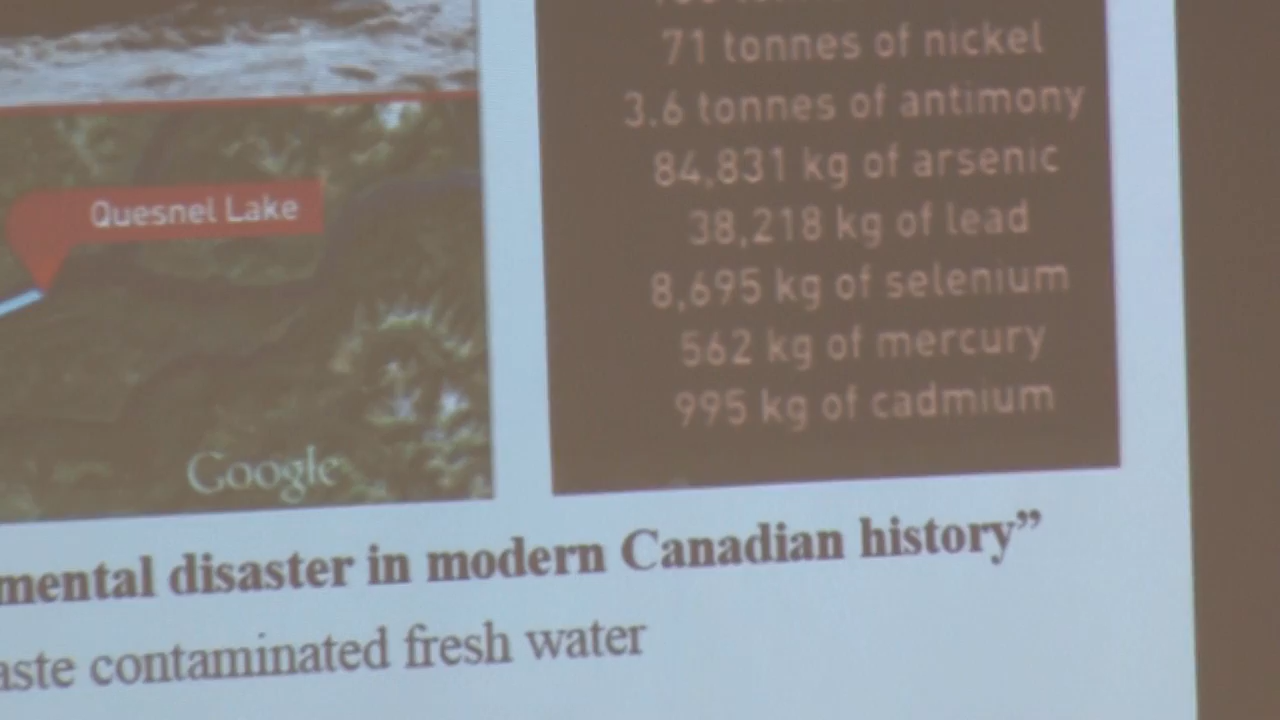 71 tonnes of nickel
3.6 tonnes of antimony
84,831 kg of arsenic
38,218 kg of lead
8,695 kg of selenium
562 kg of mercury
995 kg of cadmium
Quesnel Lake
Google
mental disaster in modern Canadian history”
aste contaminated fresh water